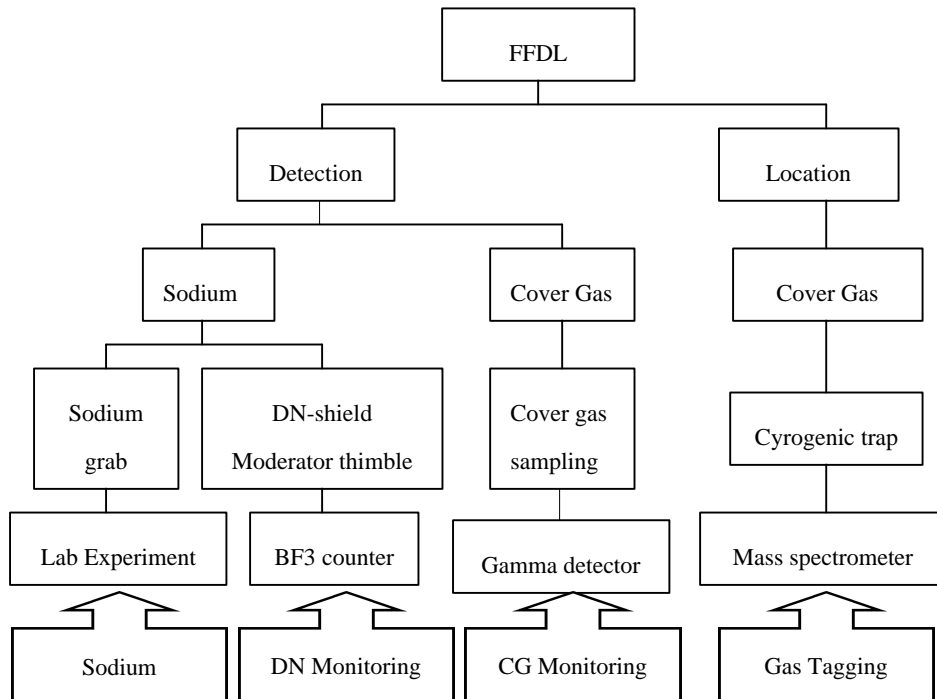 FFDL
Detection
Location
Sodium
Cover Gas
Cover Gas
Sodium
grab
DN-shield
Moderator thimble
Cover gas
sampling
Cyrogenic trap
Lab Experiment
BF3 counter
Gamma detector
Mass spectrometer
Sodium
DN Monitoring
CG Monitoring
Gas Tagging